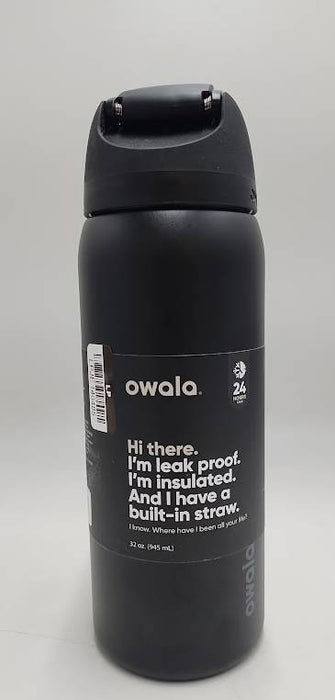 owala.
24
HOURS
Hi there.
I'm leak proof.
I'm insulated.
And I have a
built-in straw.
I know. Where have I been all your life?
32 oz. (945 mL)
owala
LP